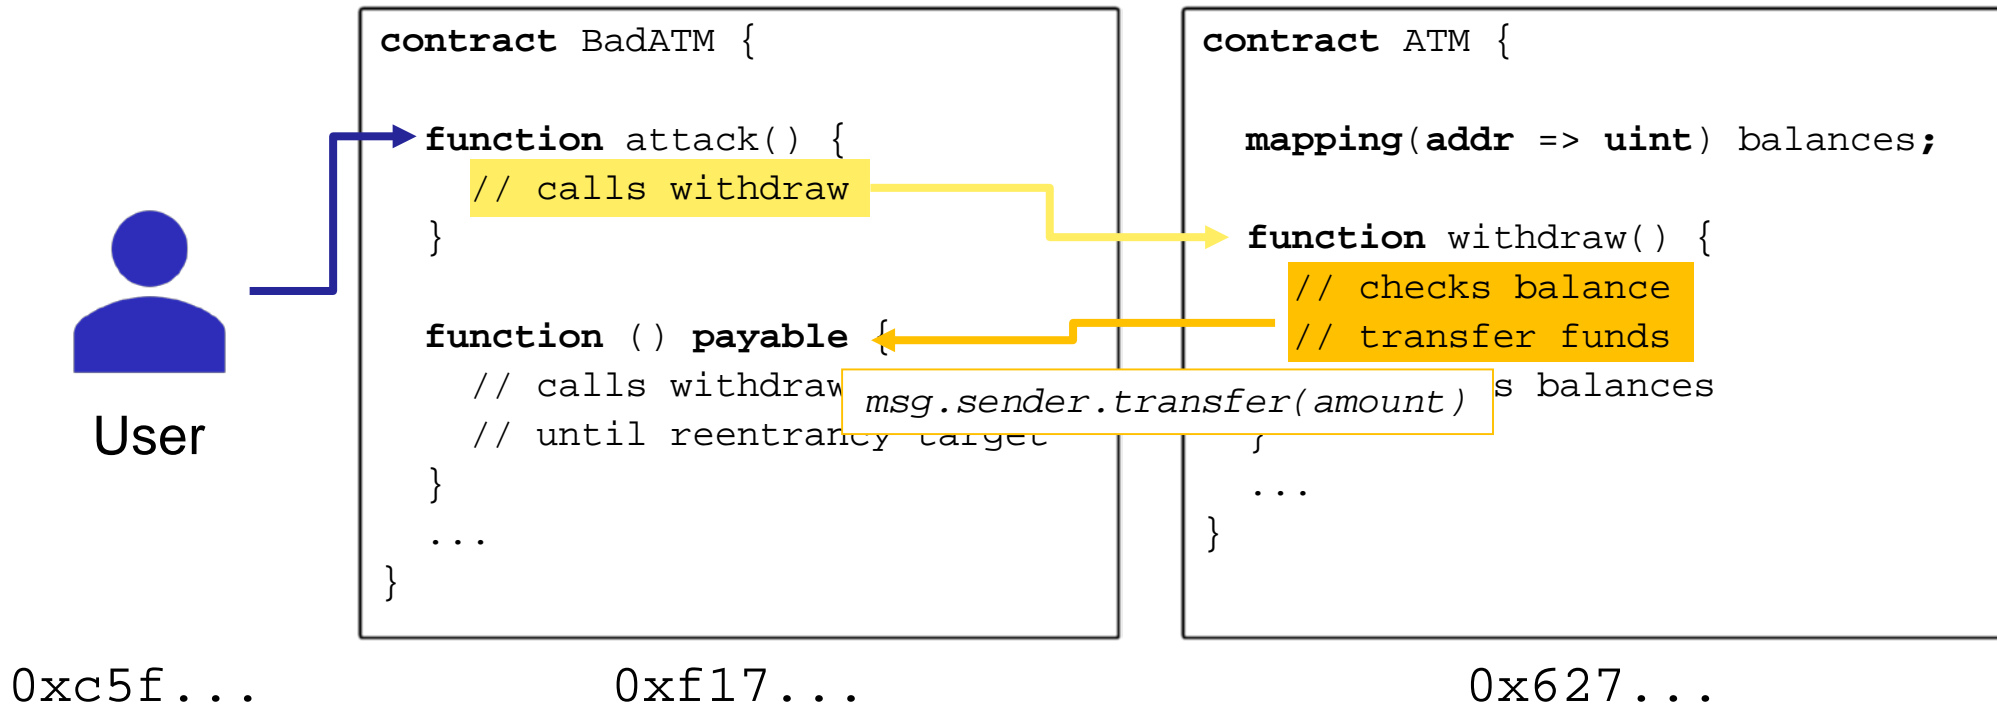 contract BadATM {
function attack() {
// calls withdraw
}
function () payable {
// calls withdraw
// until reentrancy target
}
...
}
contract ATM {
mapping(addr => uint) balances;
function withdraw() {
// checks balance
// transfer funds
s balances
}
...
}
msg.sender.transfer(amount)
User
0xc5f...
0xf17...
0x627...